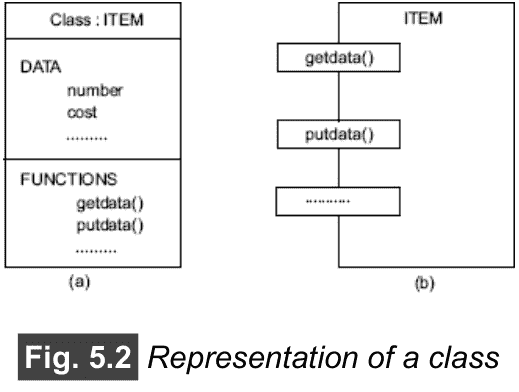 Class : ITEM
DATA
number
cost
.........
FUNCTIONS
getdata()
putdata()
.........
(a)
ITEM
getdata()
putdata()
...........
(b)
Fig. 5.2 Representation of a class